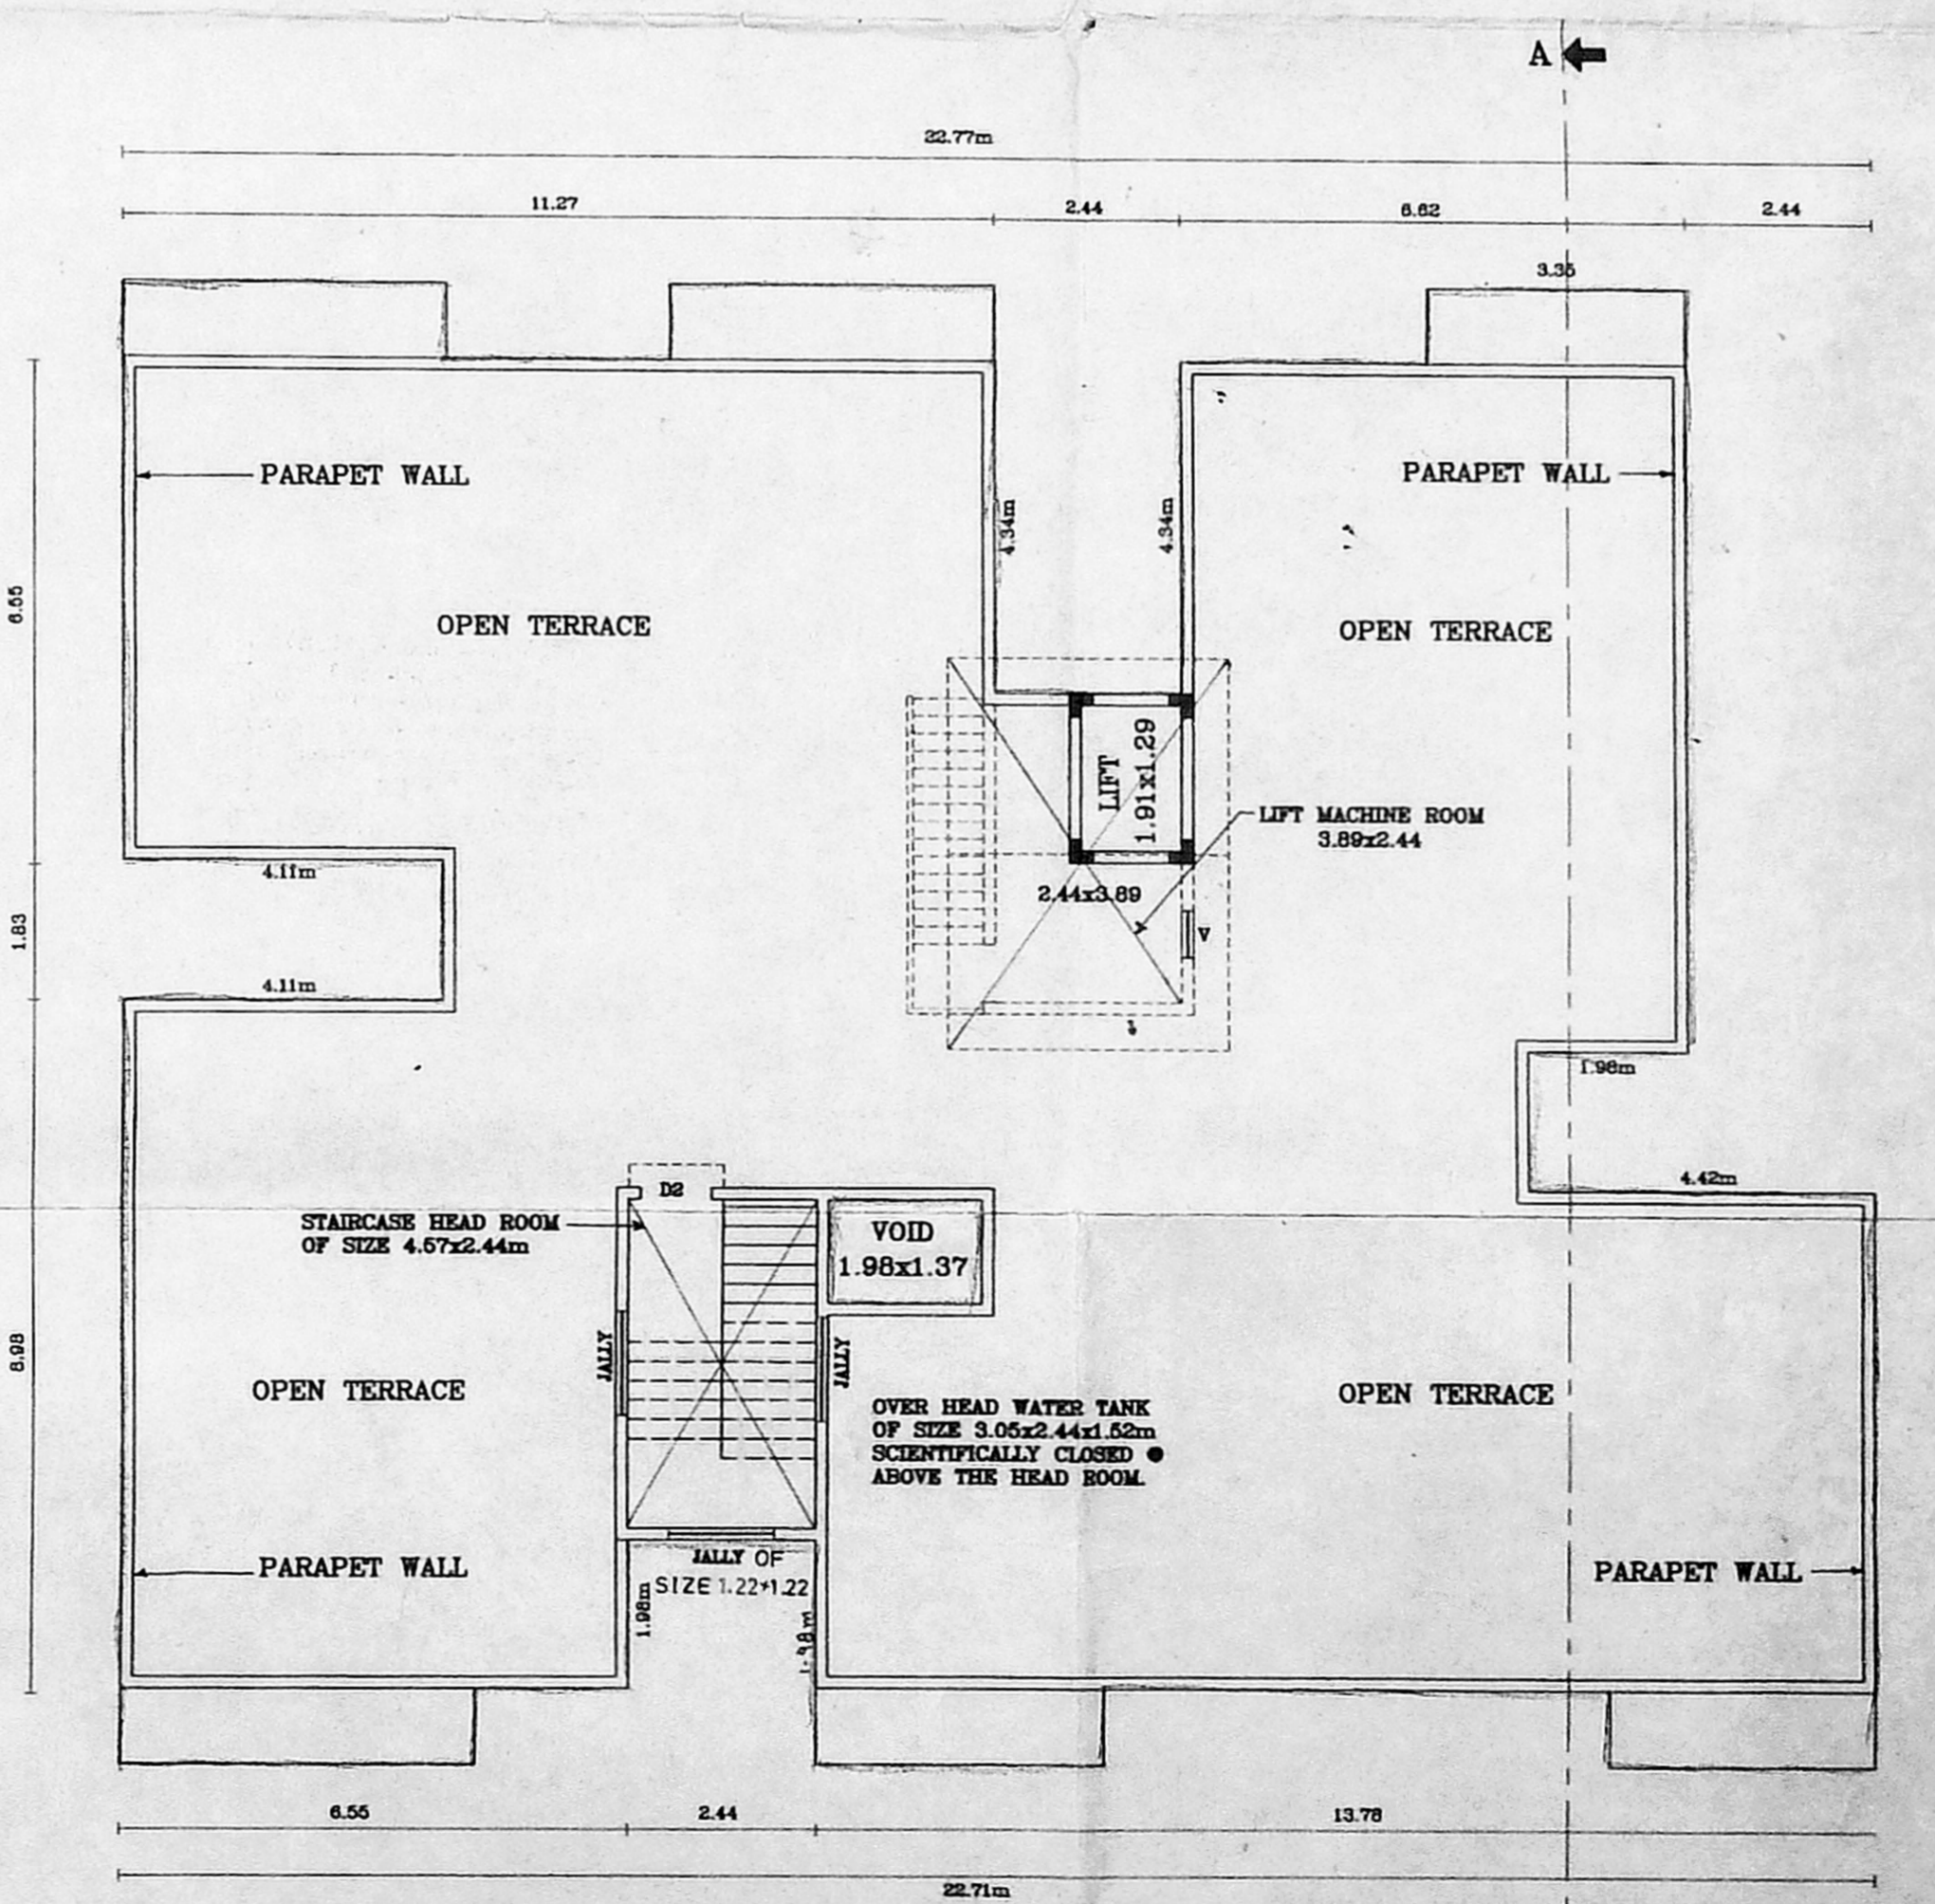 A
22.77m
11.27
2.44
6.62
2.44
3.35
PARAPET WALL
PARAPET WALL
4.34m
4.34m
6.55
OPEN TERRACE
OPEN TERRACE
LIFT
1.91x1.29
LIFT MACHINE ROOM
3.89x2.44
4.11m
2.44x3.89
1.83
V
4.11m
1.98m
4.42m
D2
STAIRCASE HEAD ROOM
OF SIZE 4.57x2.44m
VOID
1.98x1.37
JALLY
JALLY
8.98
OPEN TERRACE
OPEN TERRACE
OVER HEAD WATER TANK
OF SIZE 3.05x2.44x1.52m
SCIENTIFICALLY CLOSED
ABOVE THE HEAD ROOM.
PARAPET WALL
PARAPET WALL
JALLY OF
SIZE 1.22*1.22
1.98m
1.98m
6.55
2.44
13.78
22.71m